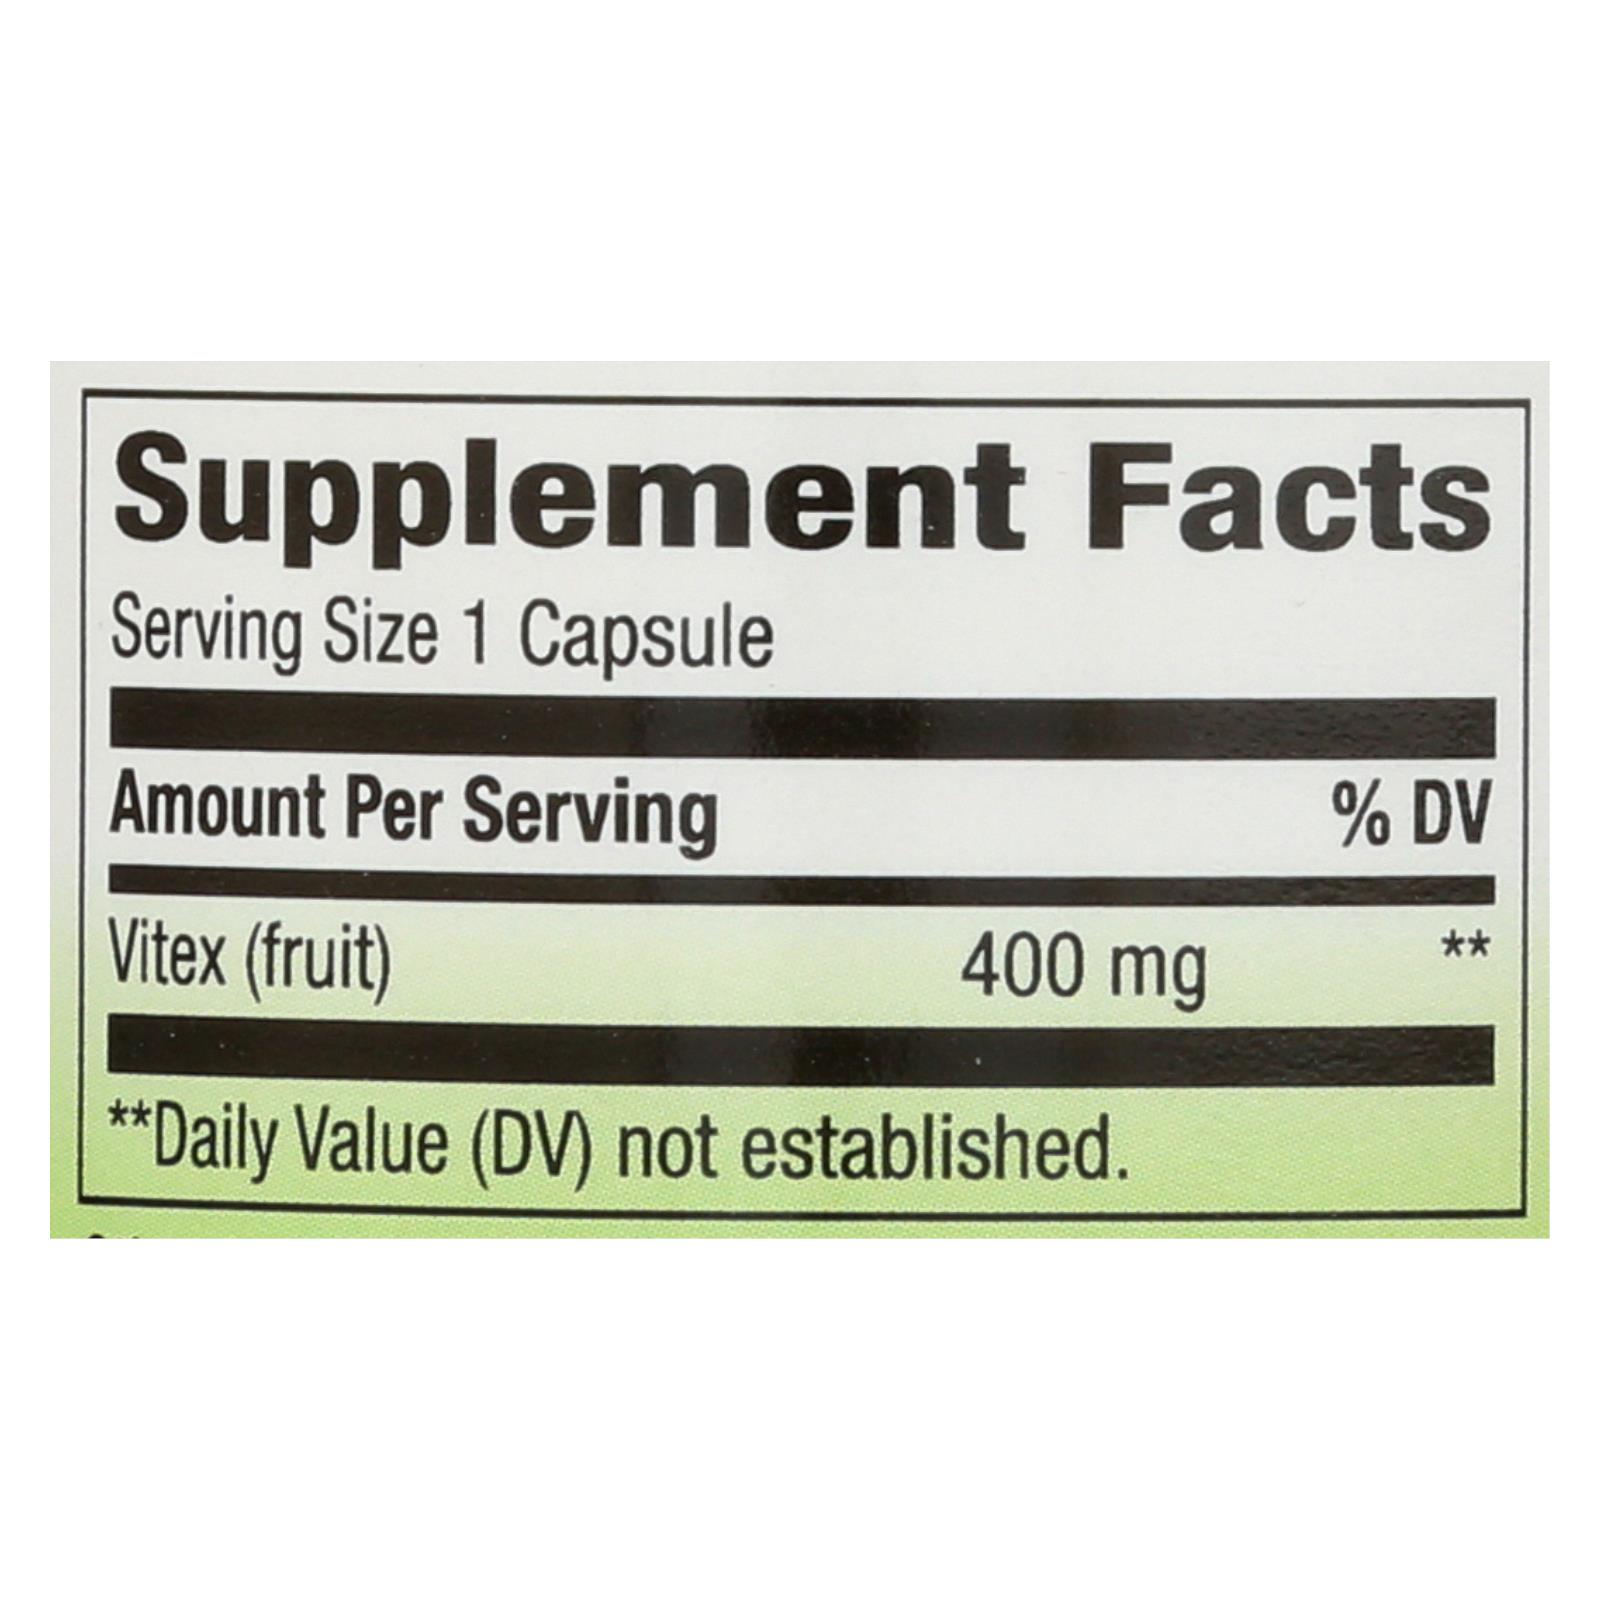 Supplement Facts
Serving Size 1 Capsule
Amount Per Serving % DV
Vitex (fruit) 400 mg **
**Daily Value (DV) not established.